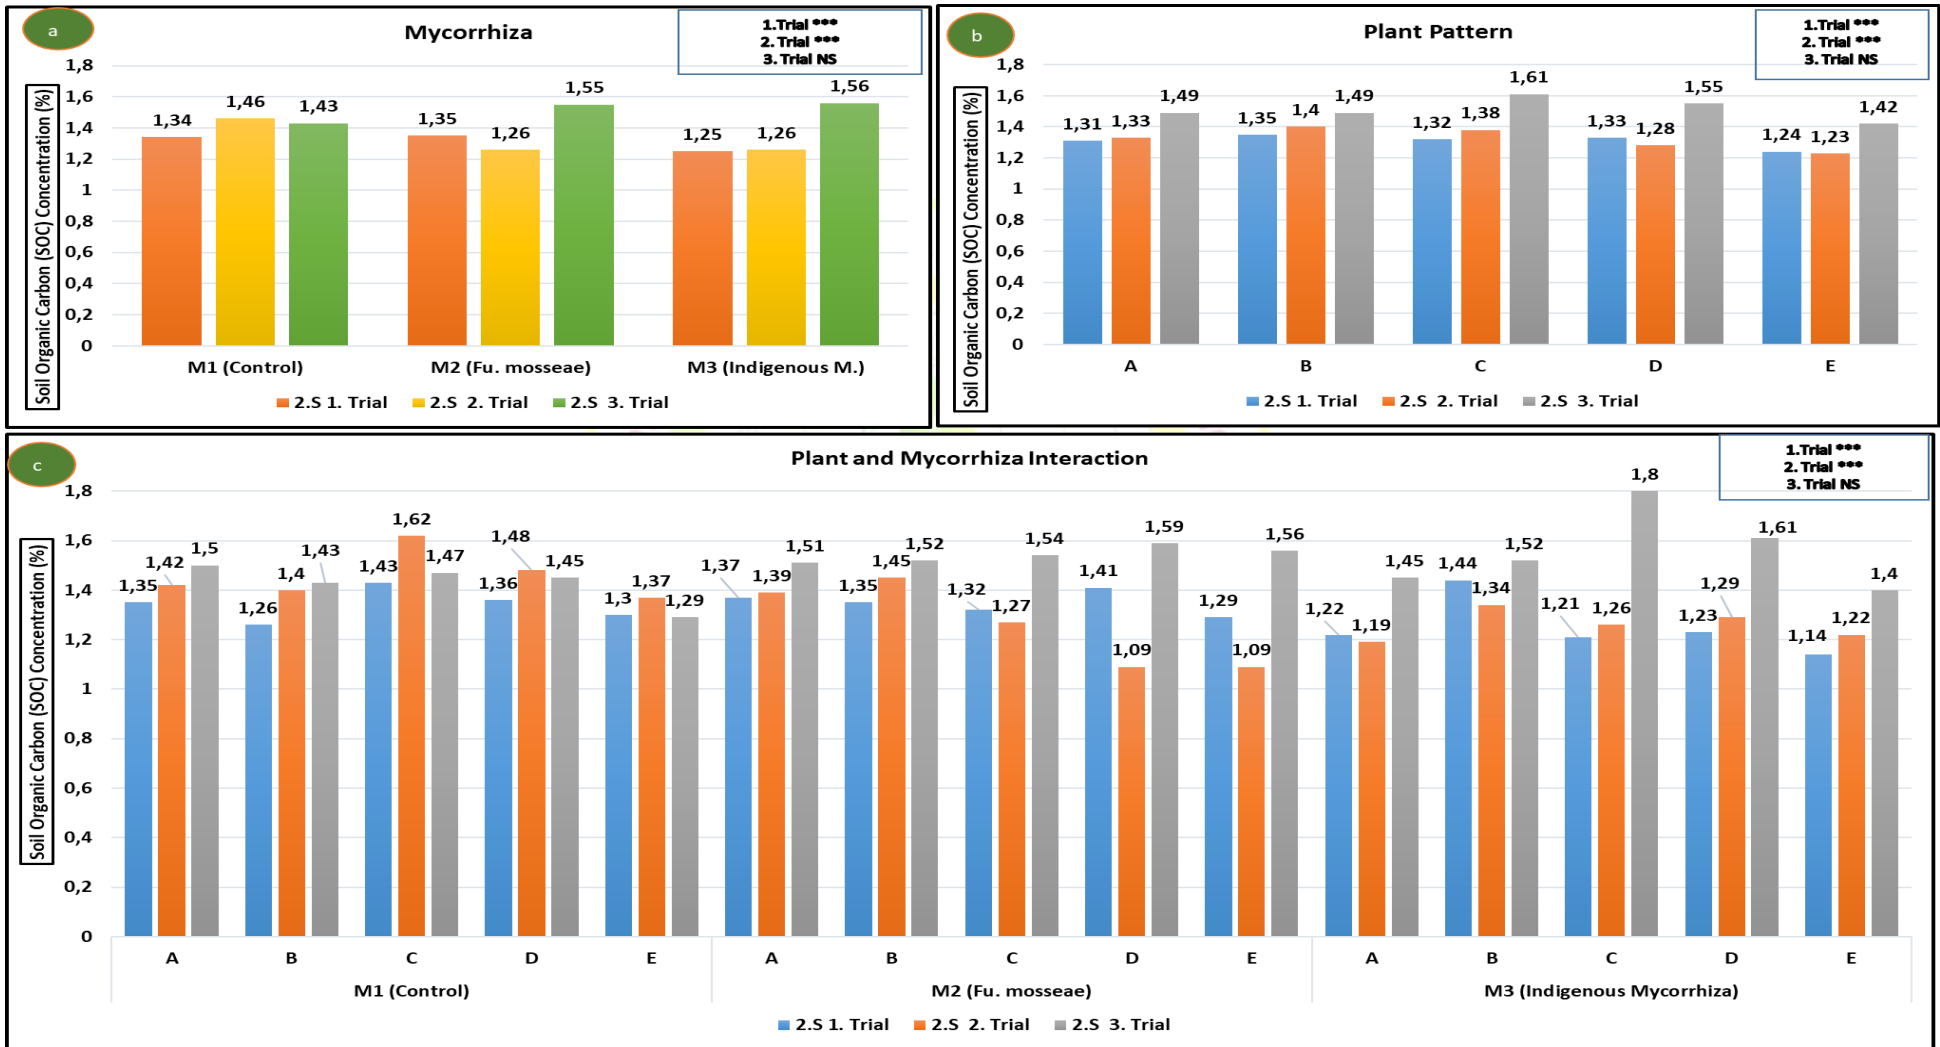 a
Mycorrhiza
1.Trial ***
2. Trial ***
3. Trial NS
Soil Organic Carbon (SOC) Concentration (%)
1,8
1,6
1,4
1,2
1
0,8
0,6
0,4
0,2
0
1,34
1,46
1,43
1,35
1,26
1,55
1,25
1,26
1,56
M1 (Control)
M2 (Fu. mosseae)
M3 (Indigenous M.)
2.S 1. Trial
2.S 2. Trial
2.S 3. Trial
b
Plant Pattern
1.Trial ***
2. Trial ***
3. Trial NS
Soil Organic Carbon (SOC) Concentration (%)
1,8
1,6
1,4
1,2
1
0,8
0,6
0,4
0,2
0
1,31
1,33
1,49
1,35
1,4
1,49
1,32
1,38
1,61
1,33
1,28
1,55
1,24
1,23
1,42
A
B
C
D
E
2.S 1. Trial
2.S 2. Trial
2.S 3. Trial
c
Plant and Mycorrhiza Interaction
1.Trial ***
2. Trial ***
3. Trial NS
Soil Organic Carbon (SOC) Concentration (%)
1,8
1,6
1,4
1,2
1
0,8
0,6
0,4
0,2
0
1,35
1,42
1,5
1,26
1,4
1,43
1,43
1,62
1,47
1,36
1,48
1,45
1,3
1,37
1,29
1,37
1,39
1,51
1,35
1,45
1,52
1,32
1,27
1,54
1,41
1,09
1,59
1,29
1,09
1,56
1,22
1,19
1,45
1,44
1,34
1,52
1,21
1,26
1,8
1,23
1,29
1,61
1,14
1,22
1,4
A
B
C
D
E
A
B
C
D
E
A
B
C
D
E
M1 (Control)
M2 (Fu. mosseae)
M3 (Indigenous Mycorrhiza)
2.S 1. Trial
2.S 2. Trial
2.S 3. Trial